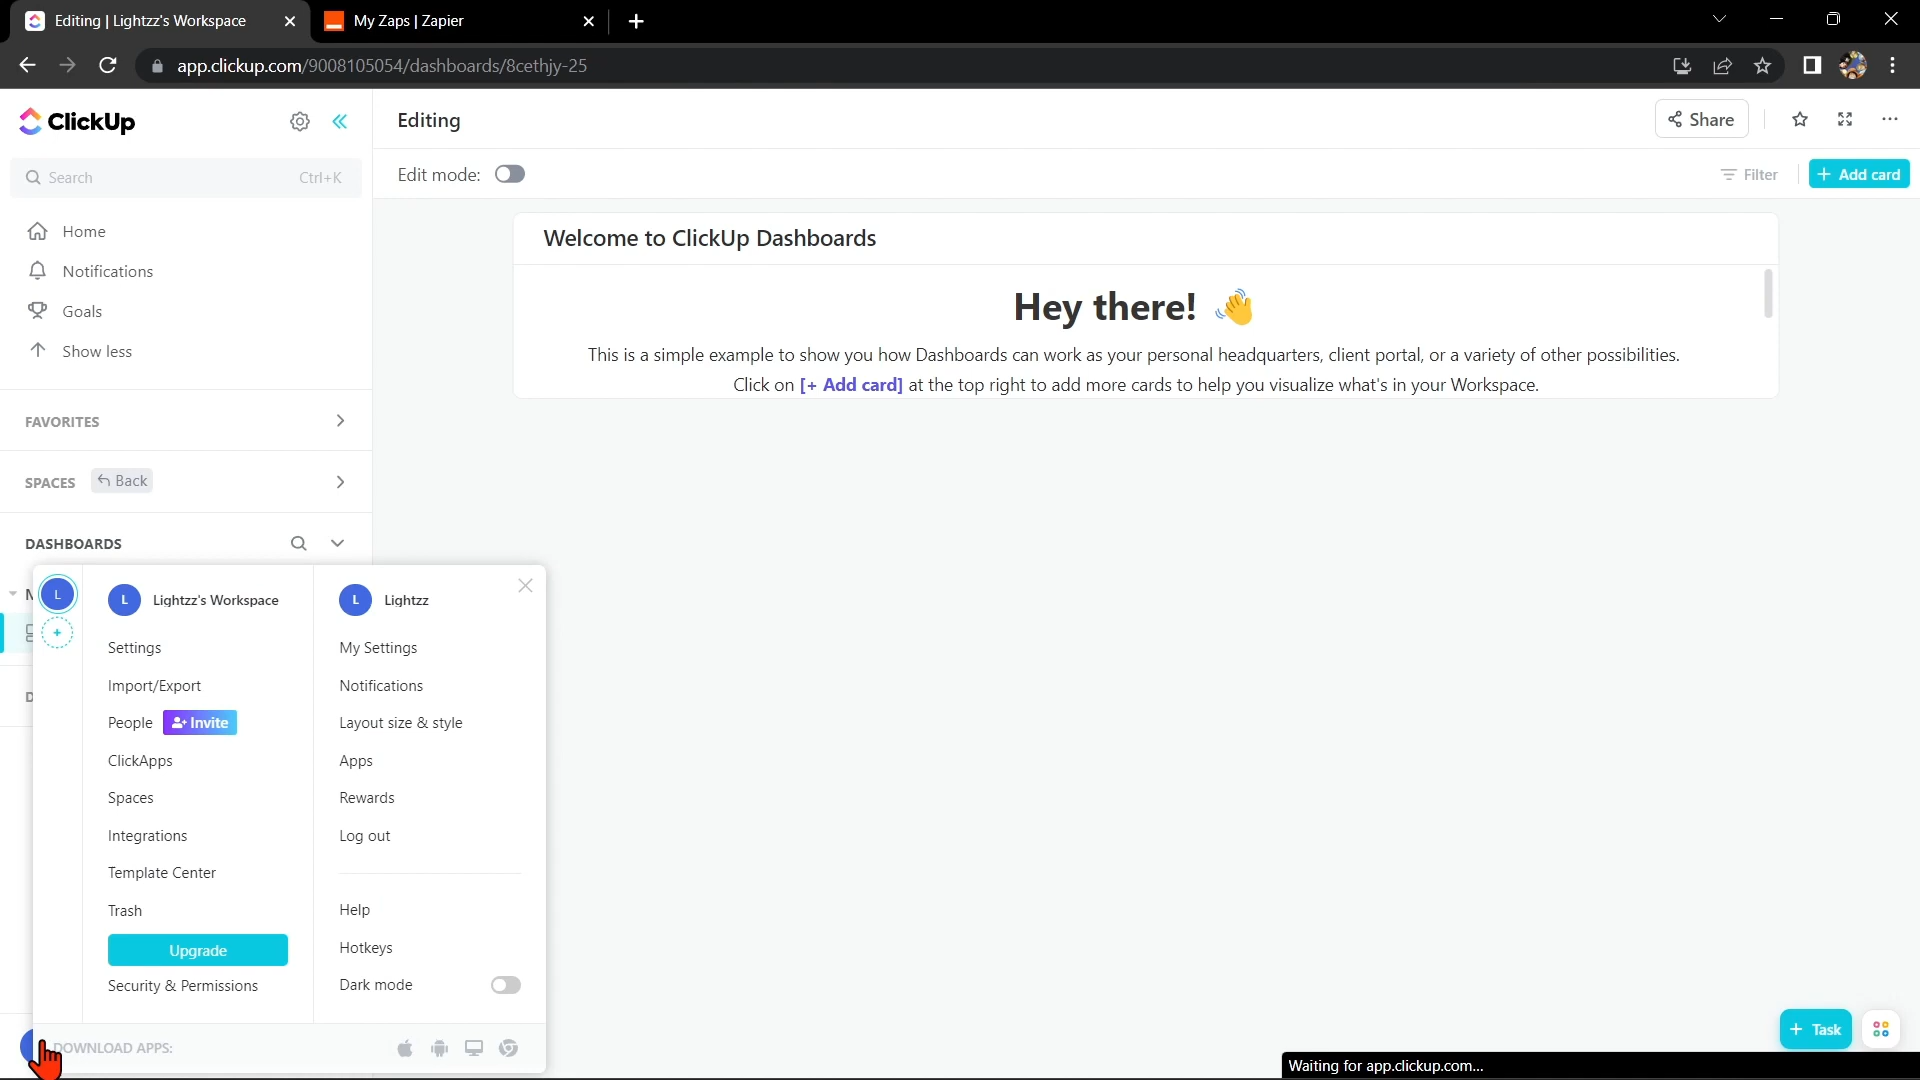 Editing | Lightzz's Workspace
My Zaps | Zapier
app.clickup.com/9008105054/dashboards/8cethjy-25
ClickUp
Search
Ctrl+K
Home
Notifications
Goals
Show less
FAVORITES
SPACES
Back
DASHBOARDS
Editing
Share
Edit mode:
Filter
+ Add card
Welcome to ClickUp Dashboards
Hey there! 👋
This is a simple example to show you how Dashboards can work as your personal headquarters, client portal, or a variety of other possibilities.
Click on [+ Add card] at the top right to add more cards to help you visualize what's in your Workspace.
L
L Lightzz's Workspace
Settings
Import/Export
People
Invite
ClickApps
Spaces
Integrations
Template Center
Trash
Upgrade
Security & Permissions
L Lightzz
My Settings
Notifications
Layout size & style
Apps
Rewards
Log out
Help
Hotkeys
Dark mode
DOWNLOAD APPS:
+ Task
Waiting for app.clickup.com...